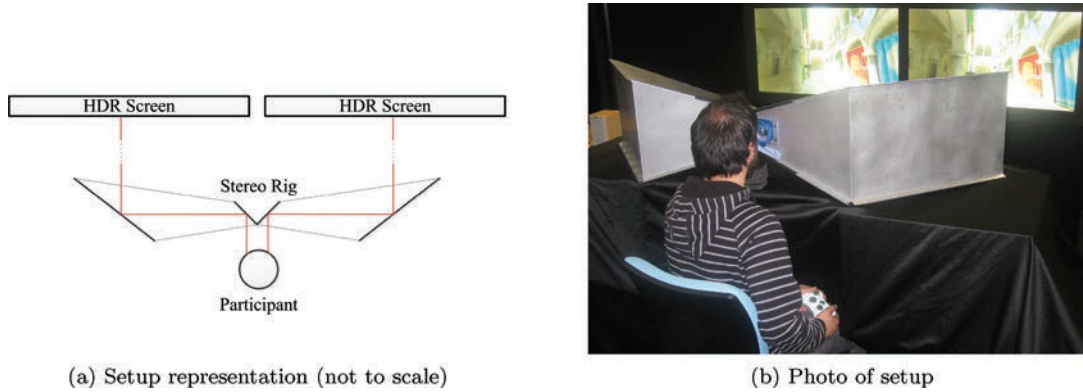 HDR Screen
HDR Screen
Stereo Rig
Participant
(a) Setup representation (not to scale)
(b) Photo of setup